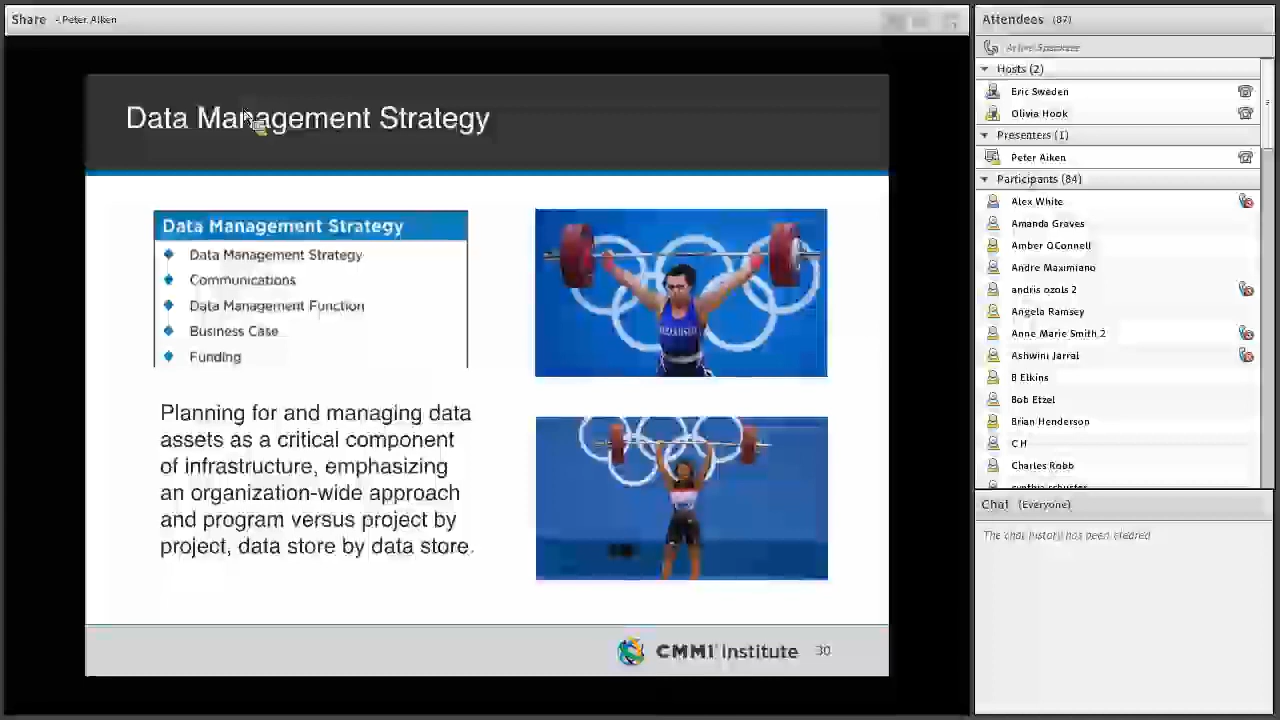 Share - Peter Aiken
Data Management Strategy
Data Management Strategy
Data Management Strategy
Communications
Data Management Function
Business Case
Funding
Planning for and managing data
assets as a critical component
of infrastructure, emphasizing
an organization-wide approach
and program versus project by
project, data store by data store.
CMMI Institute 30
Attendees (87)
Active Speakers
Hosts (2)
Eric Sweden
Olivia Hook
Presenters (1)
Peter Aiken
Participants (84)
Alex White
Amanda Graves
Amber OConnell
Andre Maximiano
andris ozols 2
Angela Ramsey
Anne Marie Smith 2
Ashwini Jarral
B Elkins
Bob Etzel
Brian Henderson
C H
Charles Robb
Chat (Everyone)
The chat history has been cleared